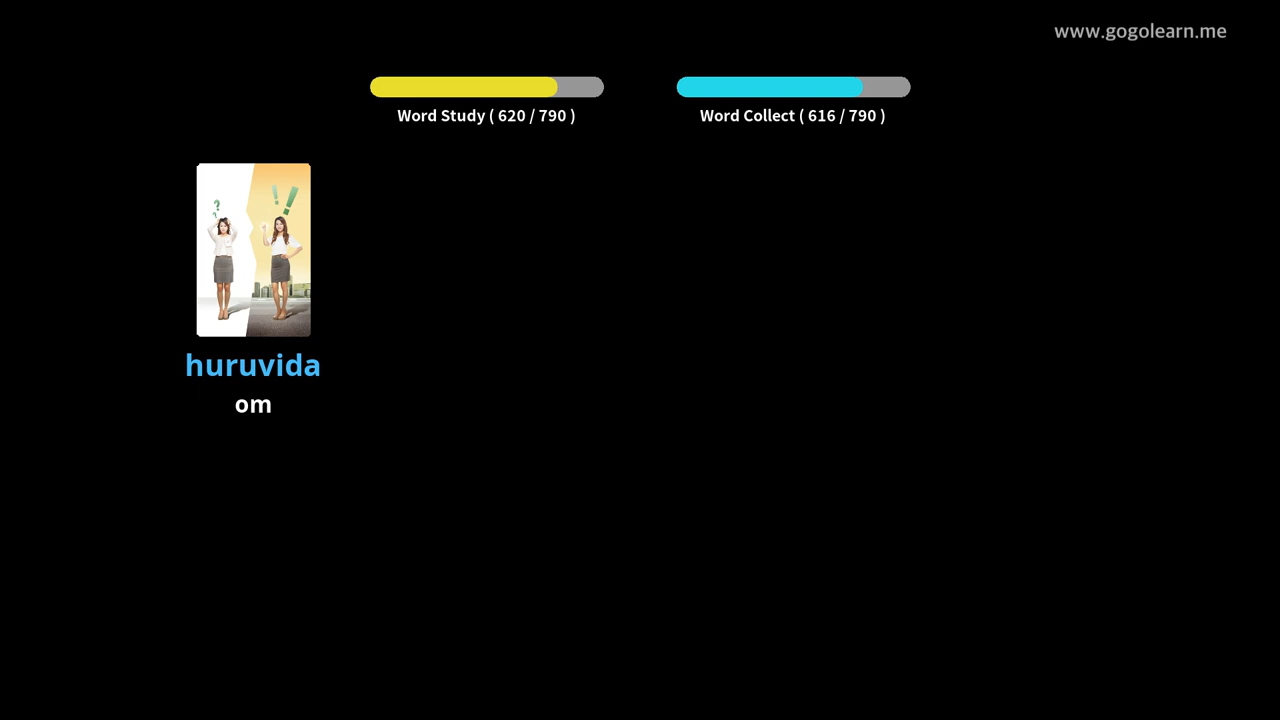 www.gogolearn.me
Word Study ( 620 / 790 )
Word Collect ( 616 / 790 )
? ? ! !
huruvida
om